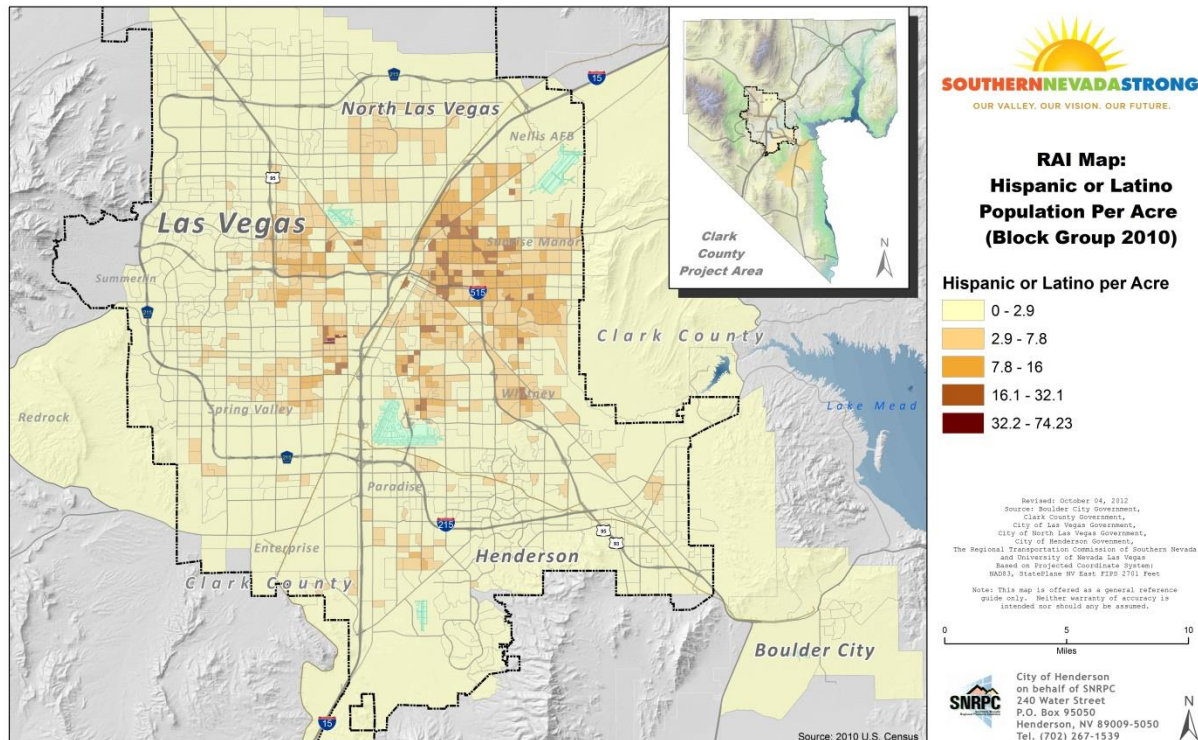 15
215
North Las Vegas
Nellis AFB
95
Las Vegas
Sunrise Manor
Summerlin
515
215
Clark County
Redrock
Spring Valley
Whitney
Lake Mead
215
Paradise
215
95
93
Enterprise
Henderson
Clark County
Boulder City
15
Source: 2010 U.S. Census
Clark
County
Project Area
N
SOUTHERNNEVADASTRONG
OUR VALLEY. OUR VISION. OUR FUTURE.
RAI Map:
Hispanic or Latino
Population Per Acre
(Block Group 2010)
Hispanic or Latino per Acre
0 - 2.9
2.9 - 7.8
7.8 - 16
16.1 - 32.1
32.2 - 74.23
Revised: October 04, 2012
Source: Boulder City Government,
Clark County Government,
City of Las Vegas Government,
City of North Las Vegas Government,
City of Henderson Government,
The Regional Transportation Commission of Southern Nevada
and University of Nevada Las Vegas
Based on Projected Coordinate System:
NAD83, StatePlane NV East FIPS 2701 Feet
Note: This map is offered as a general reference
guide only. Neither warranty of accuracy is
intended nor should any be assumed.
0 5 10
Miles
SNRPC
City of Henderson
on behalf of SNRPC
240 Water Street
P.O. Box 95050
Henderson, NV 89009-5050
Tel. (702) 267-1539
N